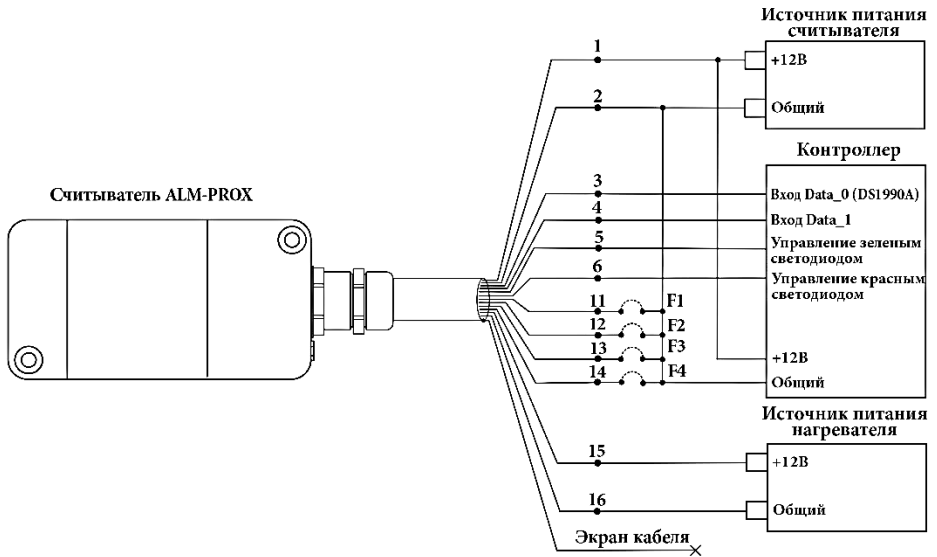 Источник питания
считывателя
1
+12В
2
Общий
Контроллер
Считыватель ALM-PROX
3
Вход Data_0 (DS1990A)
4
Вход Data_1
5
Управление зеленым
светодиодом
6
Управление красным
светодиодом
11
F1
12
F2
13
F3
+12В
14
F4
Общий
Источник питания
нагревателя
15
+12В
16
Общий
Экран кабеля